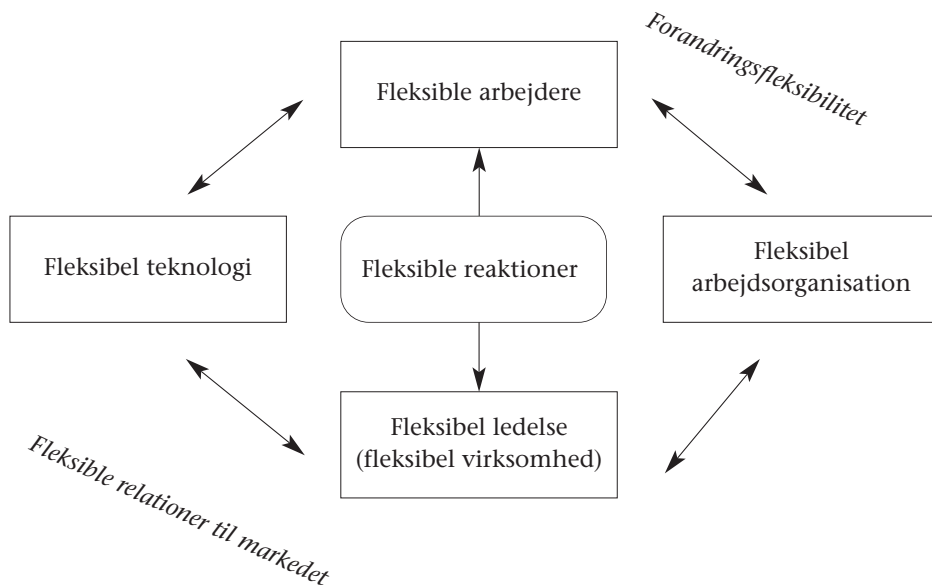 Forandringsfleksibilitet
Fleksible arbejdere
Fleksibel teknologi
Fleksible reaktioner
Fleksibel
arbejdsorganisation
Fleksibel ledelse
(fleksibel virksomhed)
Fleksible relationer til markedet